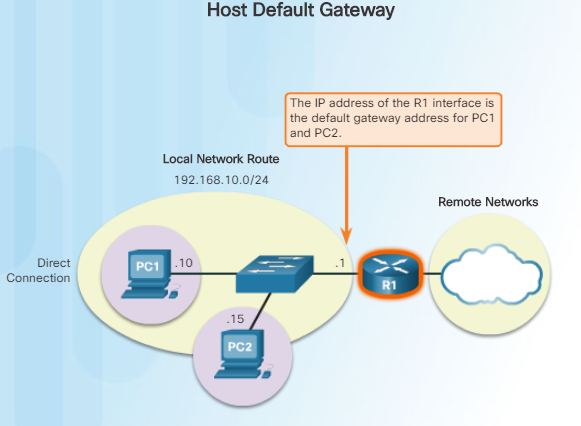 Host Default Gateway
The IP address of the R1 interface is
the default gateway address for PC1
and PC2.
Local Network Route
192.168.10.0/24
Remote Networks
Direct
Connection
PC1
.10
.1
R1
.15
PC2